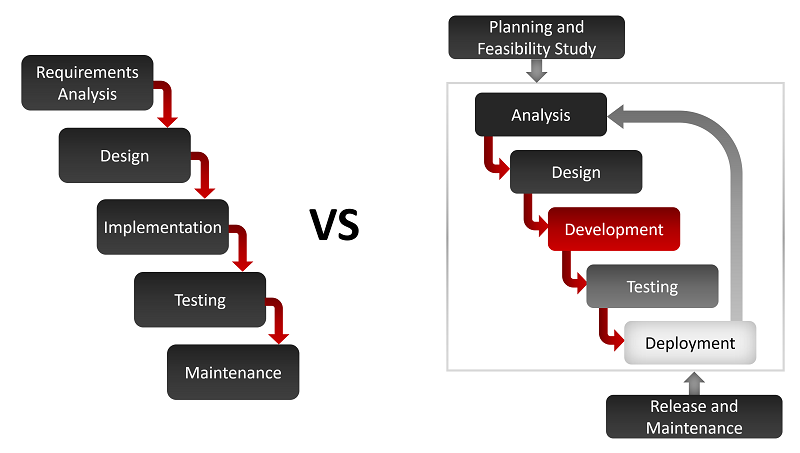 Requirements
Analysis
Design
Implementation
Testing
Maintenance
VS
Planning and
Feasibility Study
Analysis
Design
Development
Testing
Deployment
Release and
Maintenance